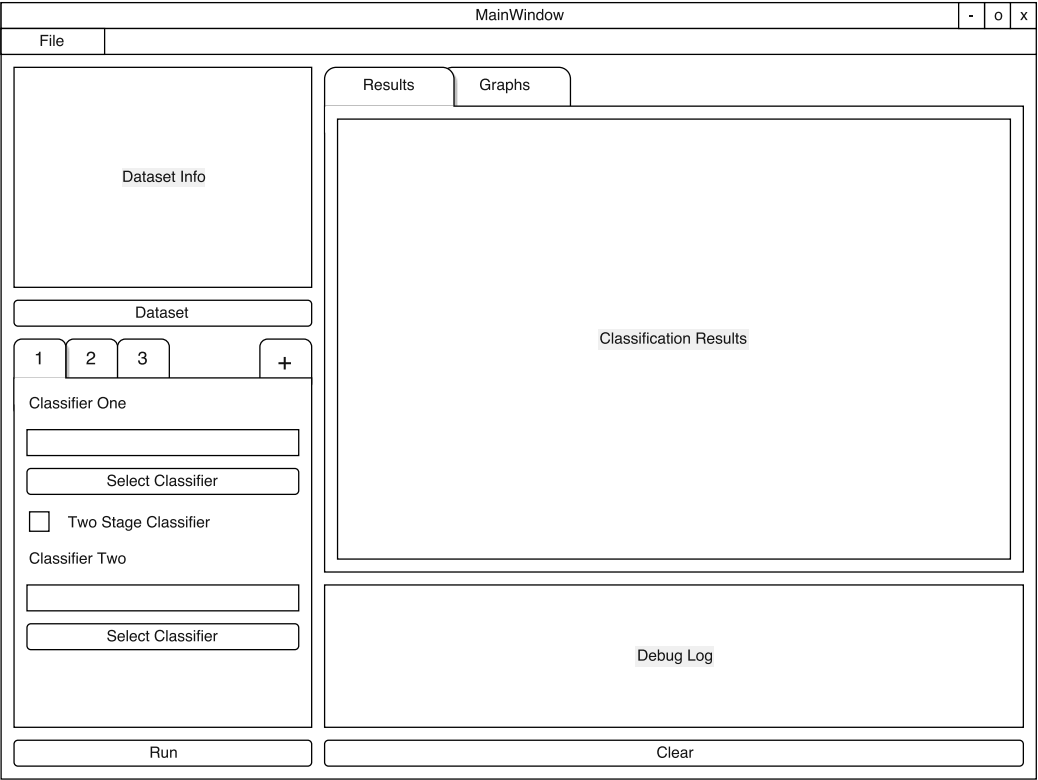 MainWindow
- o x
File
Dataset Info
Dataset
1 2 3 +
Classifier One
Select Classifier
Two Stage Classifier
Classifier Two
Select Classifier
Run
Results Graphs
Classification Results
Debug Log
Clear